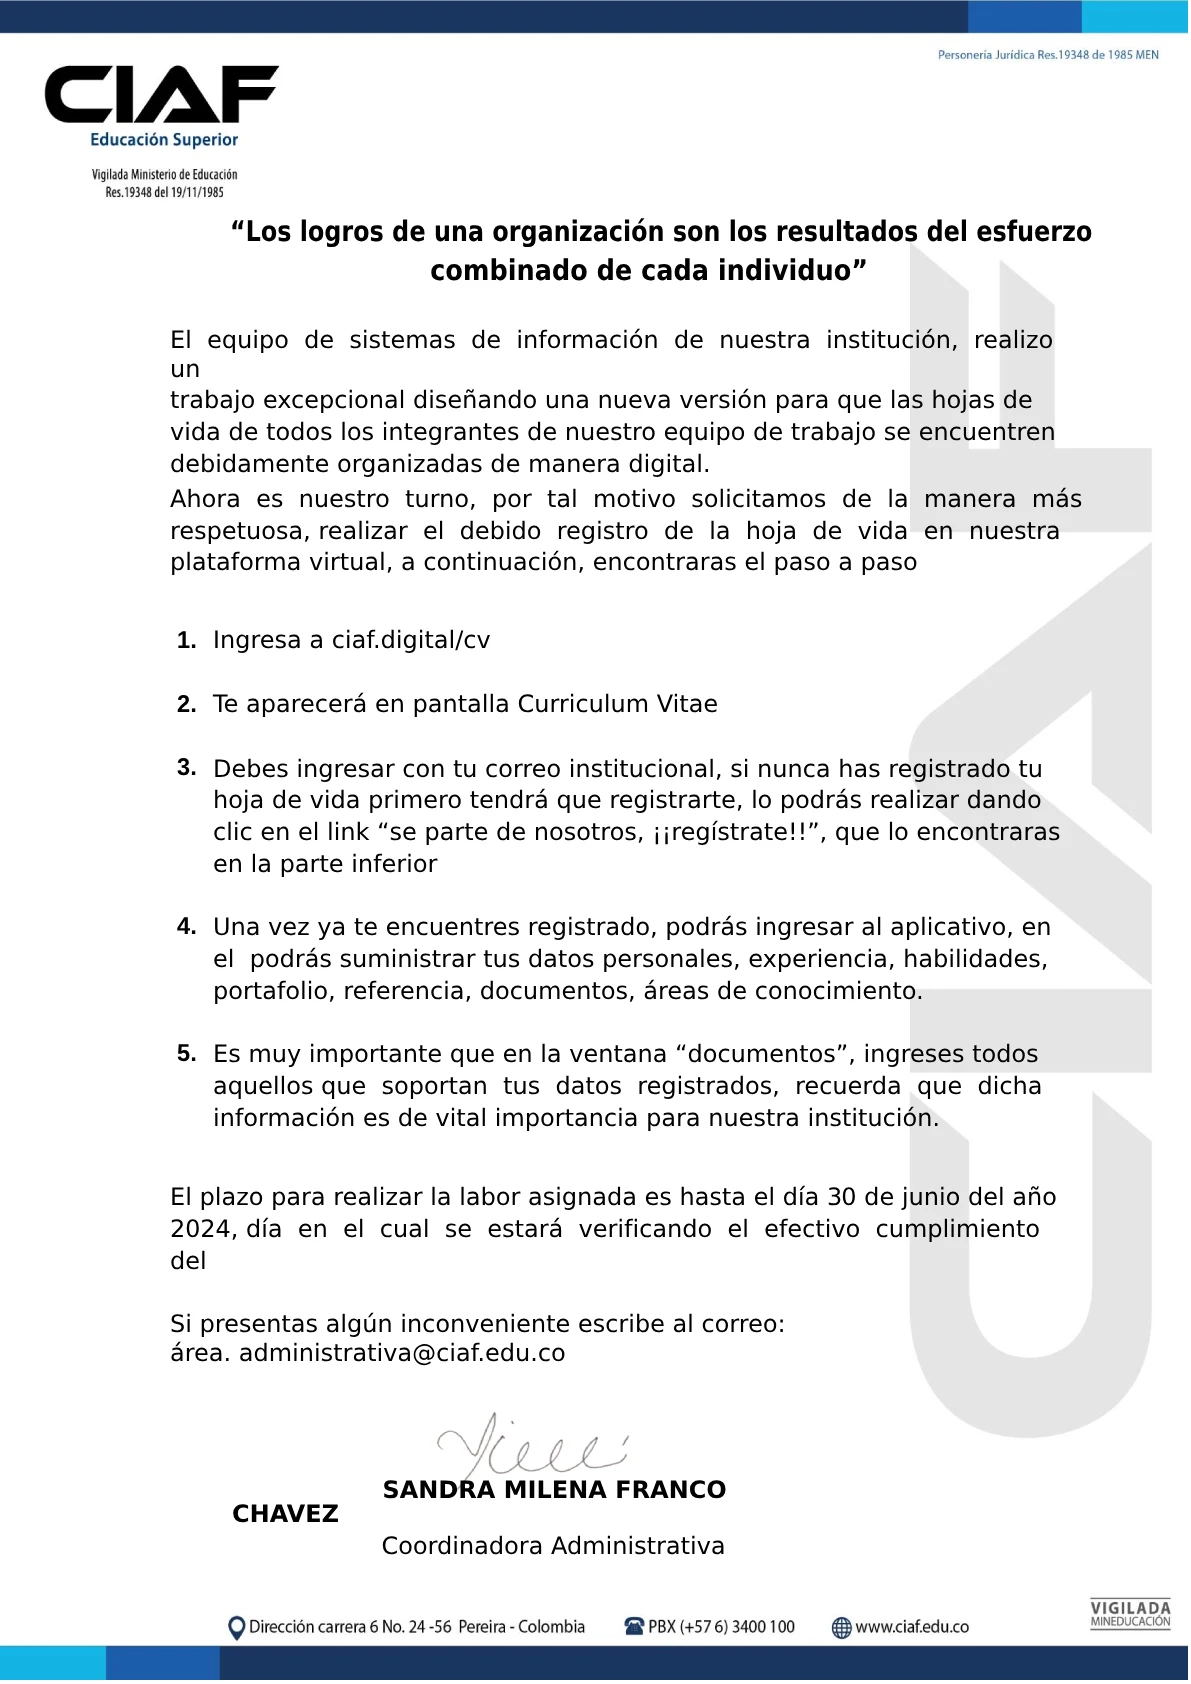 Personería Jurídica Res.19348 de 1985 MEN
CIAF
Educación Superior
Vigilada Ministerio de Educación
Res.19348 del 19/11/1985
“Los logros de una organización son los resultados del esfuerzo
combinado de cada individuo”
El equipo de sistemas de información de nuestra institución, realizo
un
trabajo excepcional diseñando una nueva versión para que las hojas de
vida de todos los integrantes de nuestro equipo de trabajo se encuentren
debidamente organizadas de manera digital.
Ahora es nuestro turno, por tal motivo solicitamos de la manera más
respetuosa, realizar el debido registro de la hoja de vida en nuestra
plataforma virtual, a continuación, encontraras el paso a paso
1. Ingresa a ciaf.digital/cv
2. Te aparecerá en pantalla Curriculum Vitae
3. Debes ingresar con tu correo institucional, si nunca has registrado tu
hoja de vida primero tendrá que registrarte, lo podrás realizar dando
clic en el link “se parte de nosotros, ¡¡regístrate!!”, que lo encontraras
en la parte inferior
4. Una vez ya te encuentres registrado, podrás ingresar al aplicativo, en
el podrás suministrar tus datos personales, experiencia, habilidades,
portafolio, referencia, documentos, áreas de conocimiento.
5. Es muy importante que en la ventana “documentos”, ingreses todos
aquellos que soportan tus datos registrados, recuerda que dicha
información es de vital importancia para nuestra institución.
El plazo para realizar la labor asignada es hasta el día 30 de junio del año
2024, día en el cual se estará verificando el efectivo cumplimiento
del
Si presentas algún inconveniente escribe al correo:
área. administrativa@ciaf.edu.co
SANDRA MILENA FRANCO
CHAVEZ
Coordinadora Administrativa
Dirección carrera 6 No. 24 -56 Pereira - Colombia PBX (+57 6) 3400 100 www.ciaf.edu.co
VIGILADA
MINEDUCACIÓN
CIAF